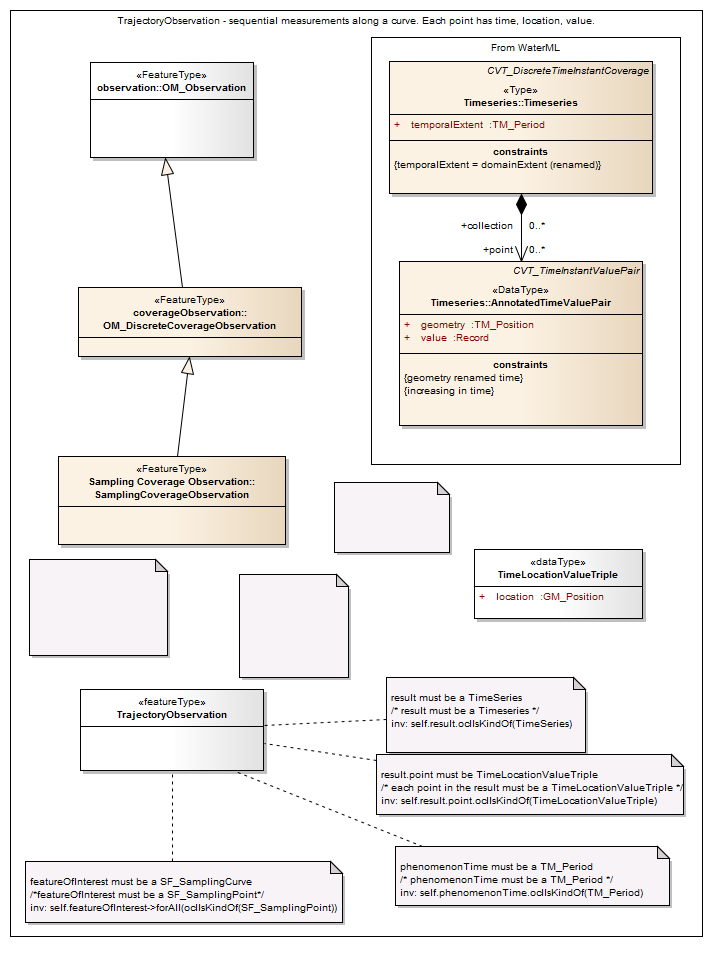 TrajectoryObservation - sequential measurements along a curve. Each point has time, location, value.
From WaterML
«FeatureType»
observation::OM_Observation
CVT_DiscreteTimeInstantCoverage
«Type»
Timeseries::Timeseries
+ temporalExtent :TM_Period
constraints
{temporalExtent = domainExtent (renamed)}
+collection 0..*
+point 0..*
CVT_TimeInstantValuePair
«DataType»
Timeseries::AnnotatedTimeValuePair
+ geometry :TM_Position
+ value :Record
constraints
{geometry renamed time}
{increasing in time}
«FeatureType»
coverageObservation::
OM_DiscreteCoverageObservation
«FeatureType»
Sampling Coverage Observation::
SamplingCoverageObservation
«dataType»
TimeLocationValueTriple
+ location :GM_Position
«featureType»
TrajectoryObservation
result must be a TimeSeries
/* result must be a Timeseries */
inv: self.result.oclIsKindOf(TimeSeries)
result.point must be TimeLocationValueTriple
/* each point in the result must be a TimeLocationValueTriple */
inv: self.result.point.oclIsKindOf(TimeLocationValueTriple)
phenomenonTime must be a TM_Period
/* phenomenonTime must be a TM_Period */
inv: self.phenomenonTime.oclIsKindOf(TM_Period)
featureOfInterest must be a SF_SamplingCurve
/*featureOfInterest must be a SF_SamplingPoint*/
inv: self.featureOfInterest->forAll(oclIsKindOf(SF_SamplingPoint))